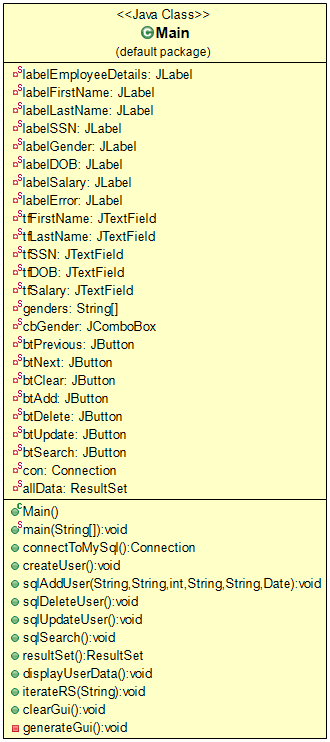 <<Java Class>>
Main
(default package)
labelEmployeeDetails: JLabel
labelFirstName: JLabel
labelLastName: JLabel
labelSSN: JLabel
labelGender: JLabel
labelDOB: JLabel
labelSalary: JLabel
labelError: JLabel
tfFirstName: JTextField
tfLastName: JTextField
tfSSN: JTextField
tfDOB: JTextField
tfSalary: JTextField
genders: String[]
cbGender: JComboBox
btPrevious: JButton
btNext: JButton
btClear: JButton
btAdd: JButton
btDelete: JButton
btUpdate: JButton
btSearch: JButton
con: Connection
allData: ResultSet
Main()
main(String[]):void
connectToMySql():Connection
createUser():void
sqlAddUser(String,String,int,String,String,Date):void
sqlDeleteUser():void
sqlUpdateUser():void
sqlSearch():void
resultSet():ResultSet
displayUserData():void
iterateRS(String):void
clearGui():void
generateGui():void